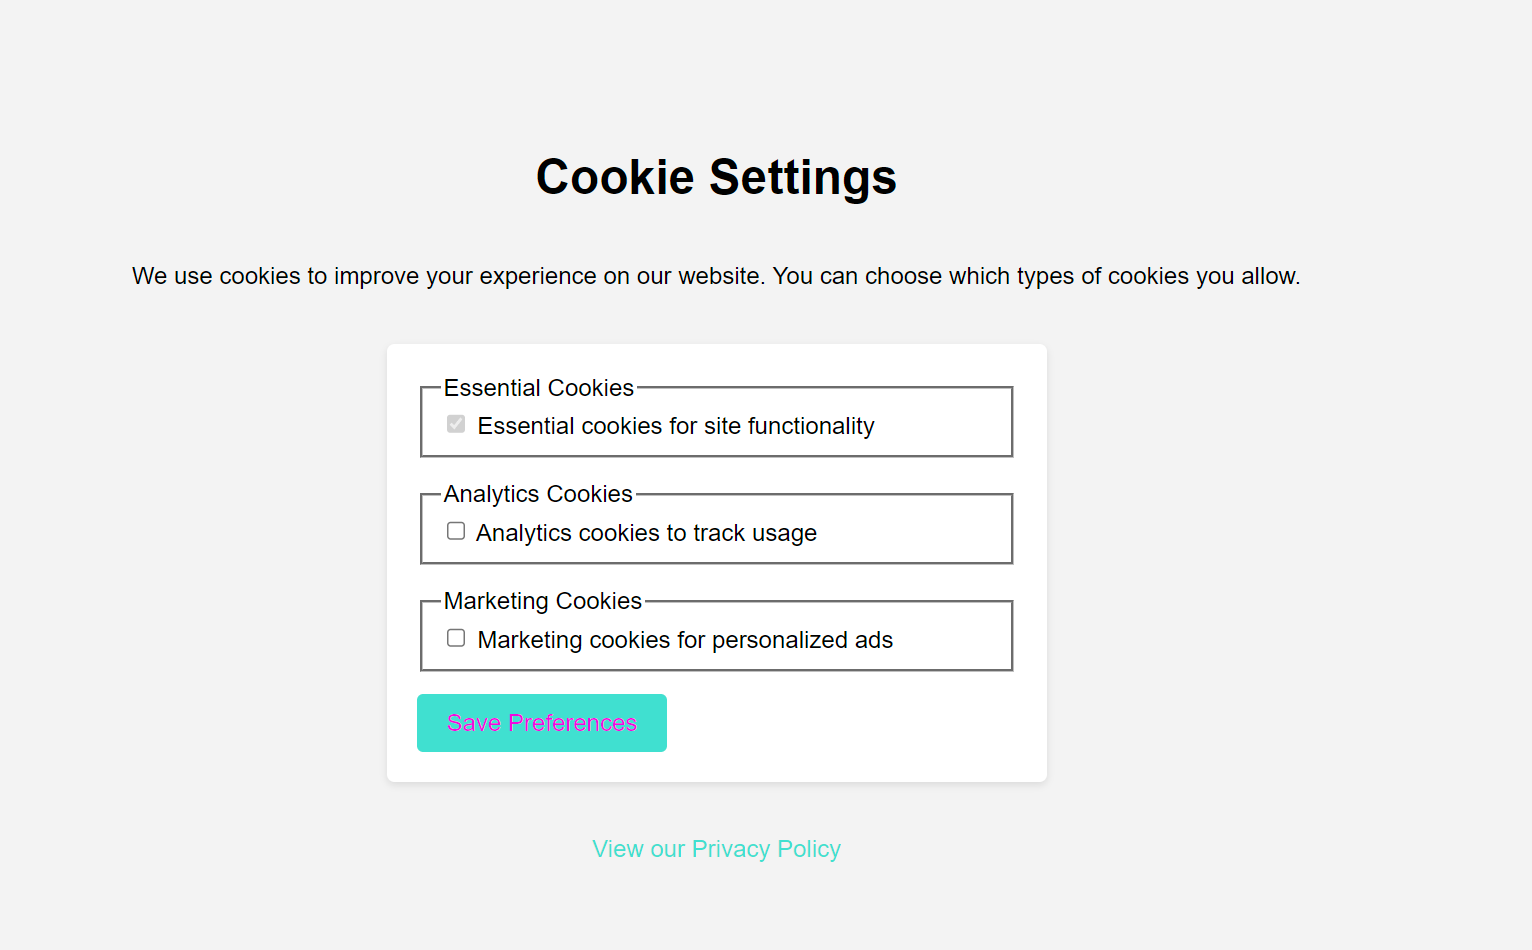 Cookie Settings
We use cookies to improve your experience on our website. You can choose which types of cookies you allow.
Essential Cookies
Essential cookies for site functionality
Analytics Cookies
Analytics cookies to track usage
Marketing Cookies
Marketing cookies for personalized ads
Save Preferences
View our Privacy Policy